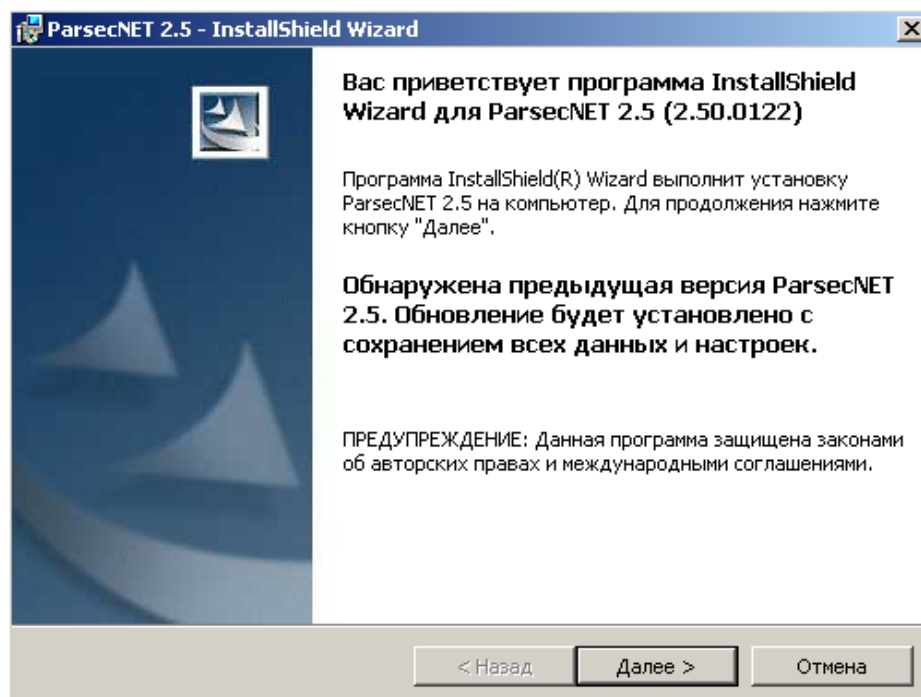 ParsecNET 2.5 - InstallShield Wizard
Вас приветствует программа InstallShield
Wizard для ParsecNET 2.5 (2.50.0122)
Программа InstallShield(R) Wizard выполнит установку
ParsecNET 2.5 на компьютер. Для продолжения нажмите
кнопку "Далее".
Обнаружена предыдущая версия ParsecNET
2.5. Обновление будет установлено с
сохранением всех данных и настроек.
ПРЕДУПРЕЖДЕНИЕ: Данная программа защищена законами
об авторских правах и международными соглашениями.
< Назад
Далее >
Отмена